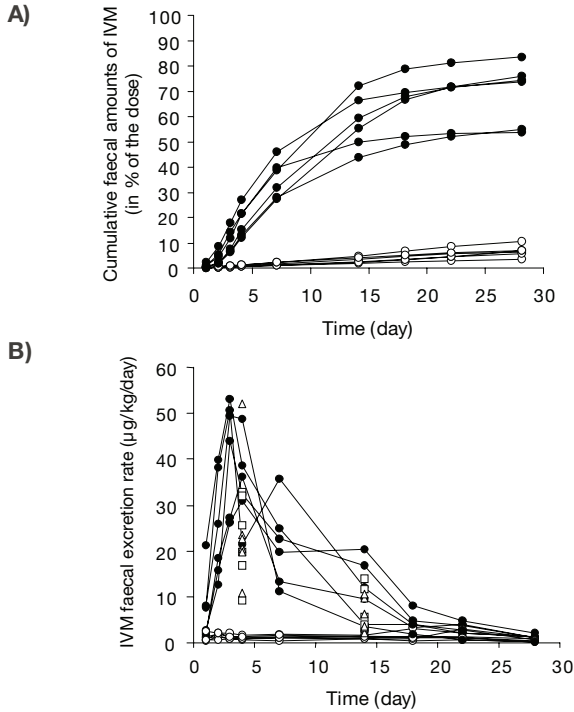 A)
Cumulative faecal amounts of IVM
(in % of the dose)
100
90
80
70
60
50
40
30
20
10
0
0 5 10 15 20 25 30
Time (day)
B)
IVM faecal excretion rate (µg/kg/day)
60
50
40
30
20
10
0
0 5 10 15 20 25 30
Time (day)